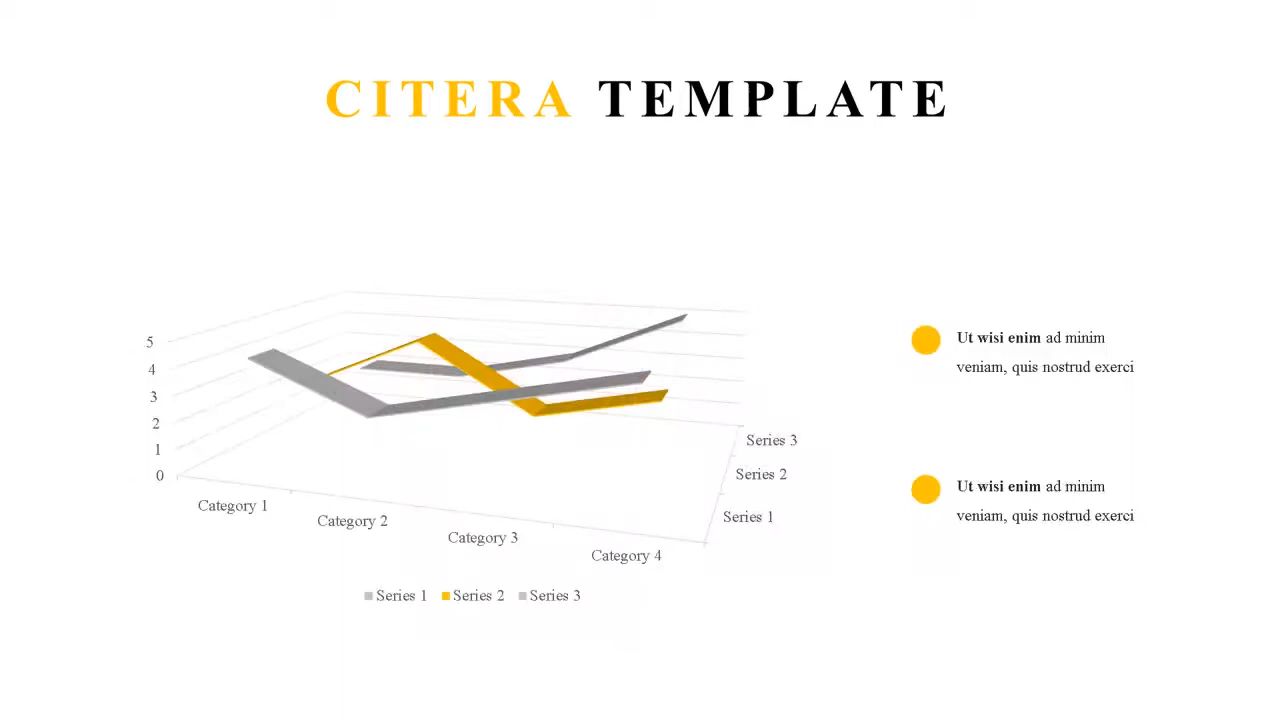 CITERA TEMPLATE
5
4
3
2
1
0
Category 1
Category 2
Category 3
Category 4
Series 3
Series 2
Series 1
Series 1 Series 2 Series 3
Ut wisi enim ad minim
veniam, quis nostrud exerci
Ut wisi enim ad minim
veniam, quis nostrud exerci